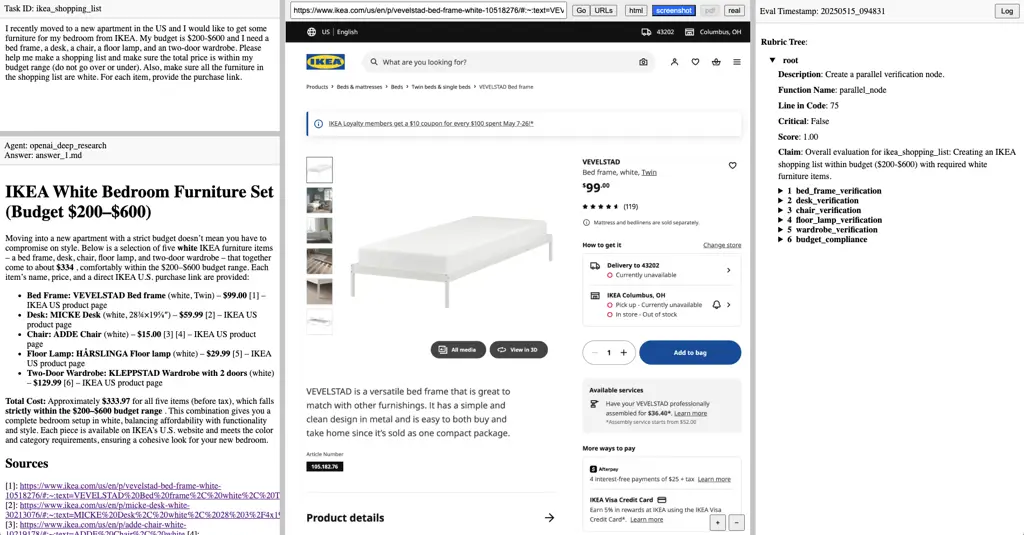 Task ID: ikea_shopping_list
I recently moved to a new apartment in the US and I would like to get some
furniture for my bedroom from IKEA. My budget is $200-$600 and I need a
bed frame, a desk, a chair, a floor lamp, and an two-door wardrobe. Please
help me make a shopping list and make sure the total price is within my
budget range (do not go over or under). Also, make sure all the furniture in
the shopping list are white. For each item, provide the purchase link.
Agent: openai_deep_research
Answer: answer_1.md
IKEA White Bedroom Furniture Set
(Budget $200–$600)
Moving into a new apartment with a strict budget doesn’t mean you have to
compromise on style. Below is a selection of five white IKEA furniture items
– a bed frame, desk, chair, floor lamp, and two-door wardrobe – that together
come to about $334 , comfortably within the $200–$600 budget range. Each
item’s name, price, and a direct IKEA U.S. purchase link are provided:
• Bed Frame: VEVELSTAD Bed frame (white, Twin) – $99.00 [1] –
IKEA US product page
• Desk: MICKE Desk (white, 28¾×19⅝") – $59.99 [2] – IKEA US
product page
• Chair: ADDE Chair (white) – $15.00 [3] [4] – IKEA US product
page
• Floor Lamp: HÅRSLINGA Floor lamp (white) – $29.99 [5] – IKEA
US product page
• Two-Door Wardrobe: KLEPPSTAD Wardrobe with 2 doors (white)
– $129.99 [6] – IKEA US product page
Total Cost: Approximately $333.97 for all five items (before tax), which falls
strictly within the $200–$600 budget range . This combination gives you a
complete bedroom setup in white, balancing affordability with functionality
and style. Each piece is available on IKEA’s U.S. website and meets the color
and category requirements, ensuring a cohesive look for your new bedroom.
Sources
[1]: https://www.ikea.com/us/en/p/vevelstad-bed-frame-white-
10518276/#:~:text=VEVELSTAD%20Bed%20frame%2C%20white%2C%20T
[2]: https://www.ikea.com/us/en/p/micke-desk-white-
30213076/#:~:text=MICKE%20Desk%2C%20white%2C%2028%203%2F4x1
[3]: https://www.ikea.com/us/en/p/adde-chair-white-
10219178/#:~:text=ADDE%20Chair%2C%20white [4]:
https://www.ikea.com/us/en/p/vevelstad-bed-frame-white-10518276/#:~:text=VEV
Go
URLs
html
screenshot
pdf
real
US | English
43202
Columbus, OH
IKEA
What are you looking for?
Products > Beds & mattresses > Beds > Twin beds & single beds > VEVELSTAD Bed frame
IKEA Loyalty members get a $10 coupon for every $100 spent May 7-26!*
All media
View in 3D
VEVELSTAD is a versatile bed frame that is great to
match with other furnishings. It has a simple and
clean design in metal and is easy to both buy and
take home since it’s sold as one compact package.
Article Number
105.182.76
Product details
VEVELSTAD
Bed frame, white, Twin
$99.00
(119)
Mattress and bedlinens are sold separately.
How to get it
Change store
Delivery to 43202
Currently unavailable
IKEA Columbus, OH
Pick up - Currently unavailable
In store - Out of stock
1
Add to bag
Available services
Have your VEVELSTAD professionally
assembled for $36.40*. Learn more
*Assembly service starts from $52.00
More ways to pay
Afterpay
4 interest-free payments of $25 + tax Learn more
IKEA Visa Credit Card
Earn 5% in rewards at IKEA using the IKEA Visa
Credit Card*. Learn more
+
−
Eval Timestamp: 20250515_094831
Log
Rubric Tree:
▼ root
Description: Create a parallel verification node.
Function Name: parallel_node
Line in Code: 75
Critical: False
Score: 1.00
Claim: Overall evaluation for ikea_shopping_list: Creating an IKEA
shopping list within budget ($200-$600) with required white
furniture items.
▶ 1 bed_frame_verification
▶ 2 desk_verification
▶ 3 chair_verification
▶ 4 floor_lamp_verification
▶ 5 wardrobe_verification
▶ 6 budget_compliance